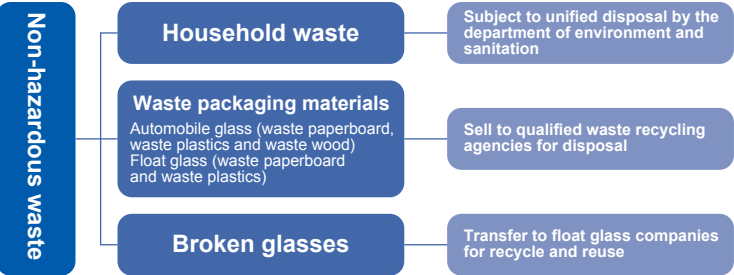 Non-hazardous waste
Household waste
Subject to unified disposal by the
department of environment and
sanitation
Waste packaging materials
Automobile glass (waste paperboard,
waste plastics and waste wood)
Float glass (waste paperboard
and waste plastics)
Sell to qualified waste recycling
agencies for disposal
Broken glasses
Transfer to float glass companies
for recycle and reuse